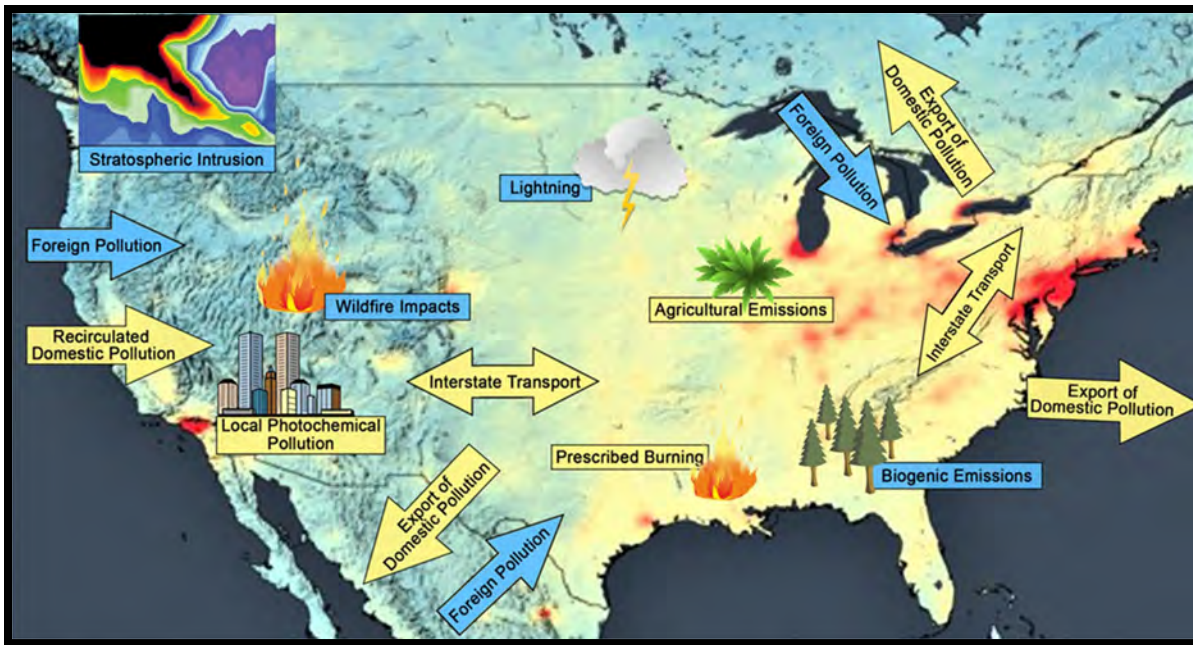 Stratospheric Intrusion
Foreign Pollution
Export of
Domestic Pollution
Lightning
Foreign Pollution
Wildfire Impacts
Agricultural Emissions
Interstate Transport
Recirculated
Domestic Pollution
Interstate Transport
Export of
Domestic Pollution
Local Photochemical
Pollution
Prescribed Burning
Biogenic Emissions
Export of
Domestic Pollution
Foreign Pollution